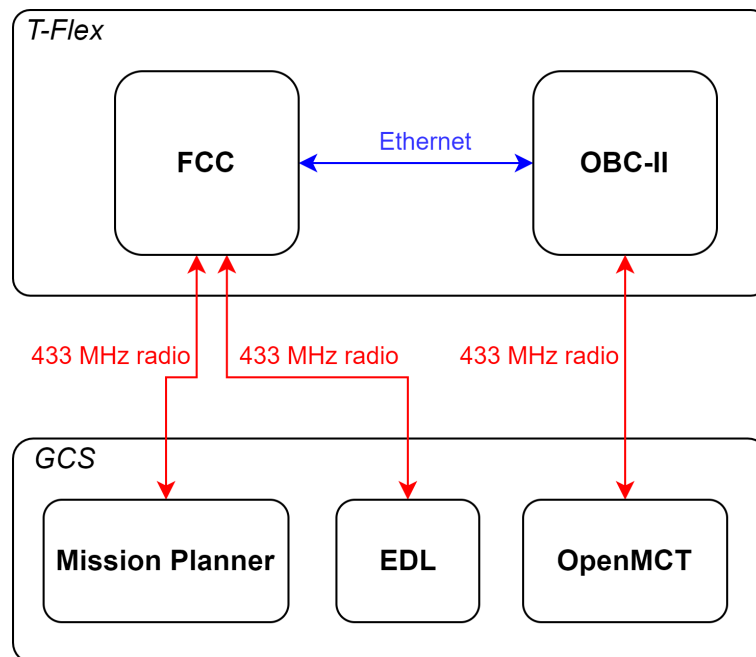 T-Flex
FCC
Ethernet
OBC-II
433 MHz radio
433 MHz radio
433 MHz radio
GCS
Mission Planner
EDL
OpenMCT